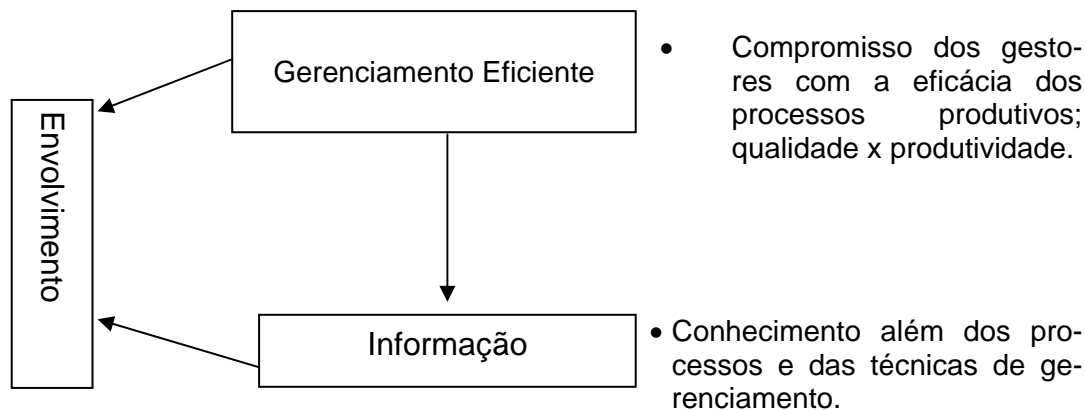 Gerenciamento Eficiente
• Compromisso dos gesto-
res com a eficácia dos
processos produtivos;
qualidade x produtividade.
Envolvimento
Informação
• Conhecimento além dos pro-
cessos e das técnicas de ge-
renciamento.